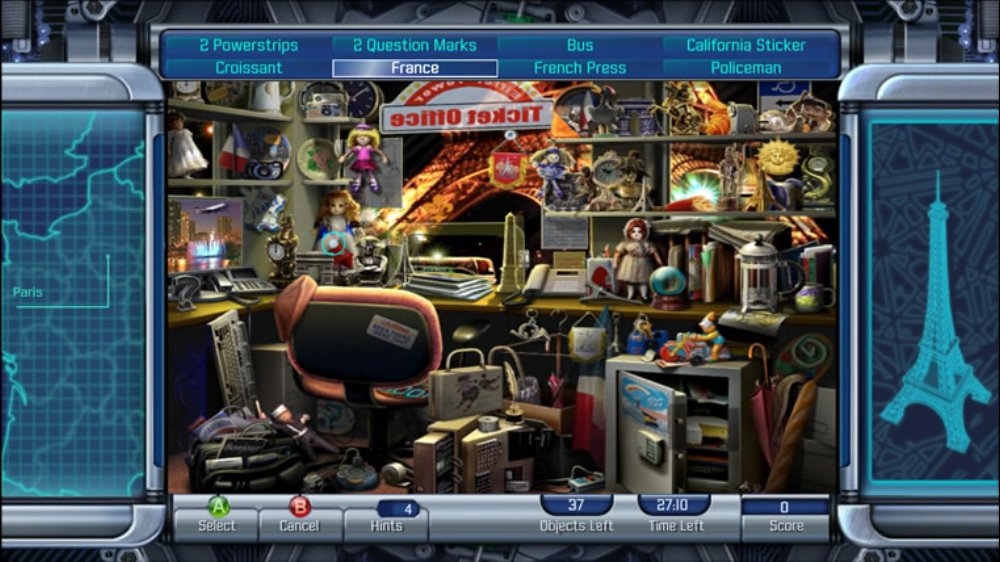 2 Powerstrips
2 Question Marks
Bus
California Sticker
Croissant
France
French Press
Policeman
Ticket Office
Paris
A
Select
B
Cancel
4
Hints
37
Objects Left
27:10
Time Left
0
Score